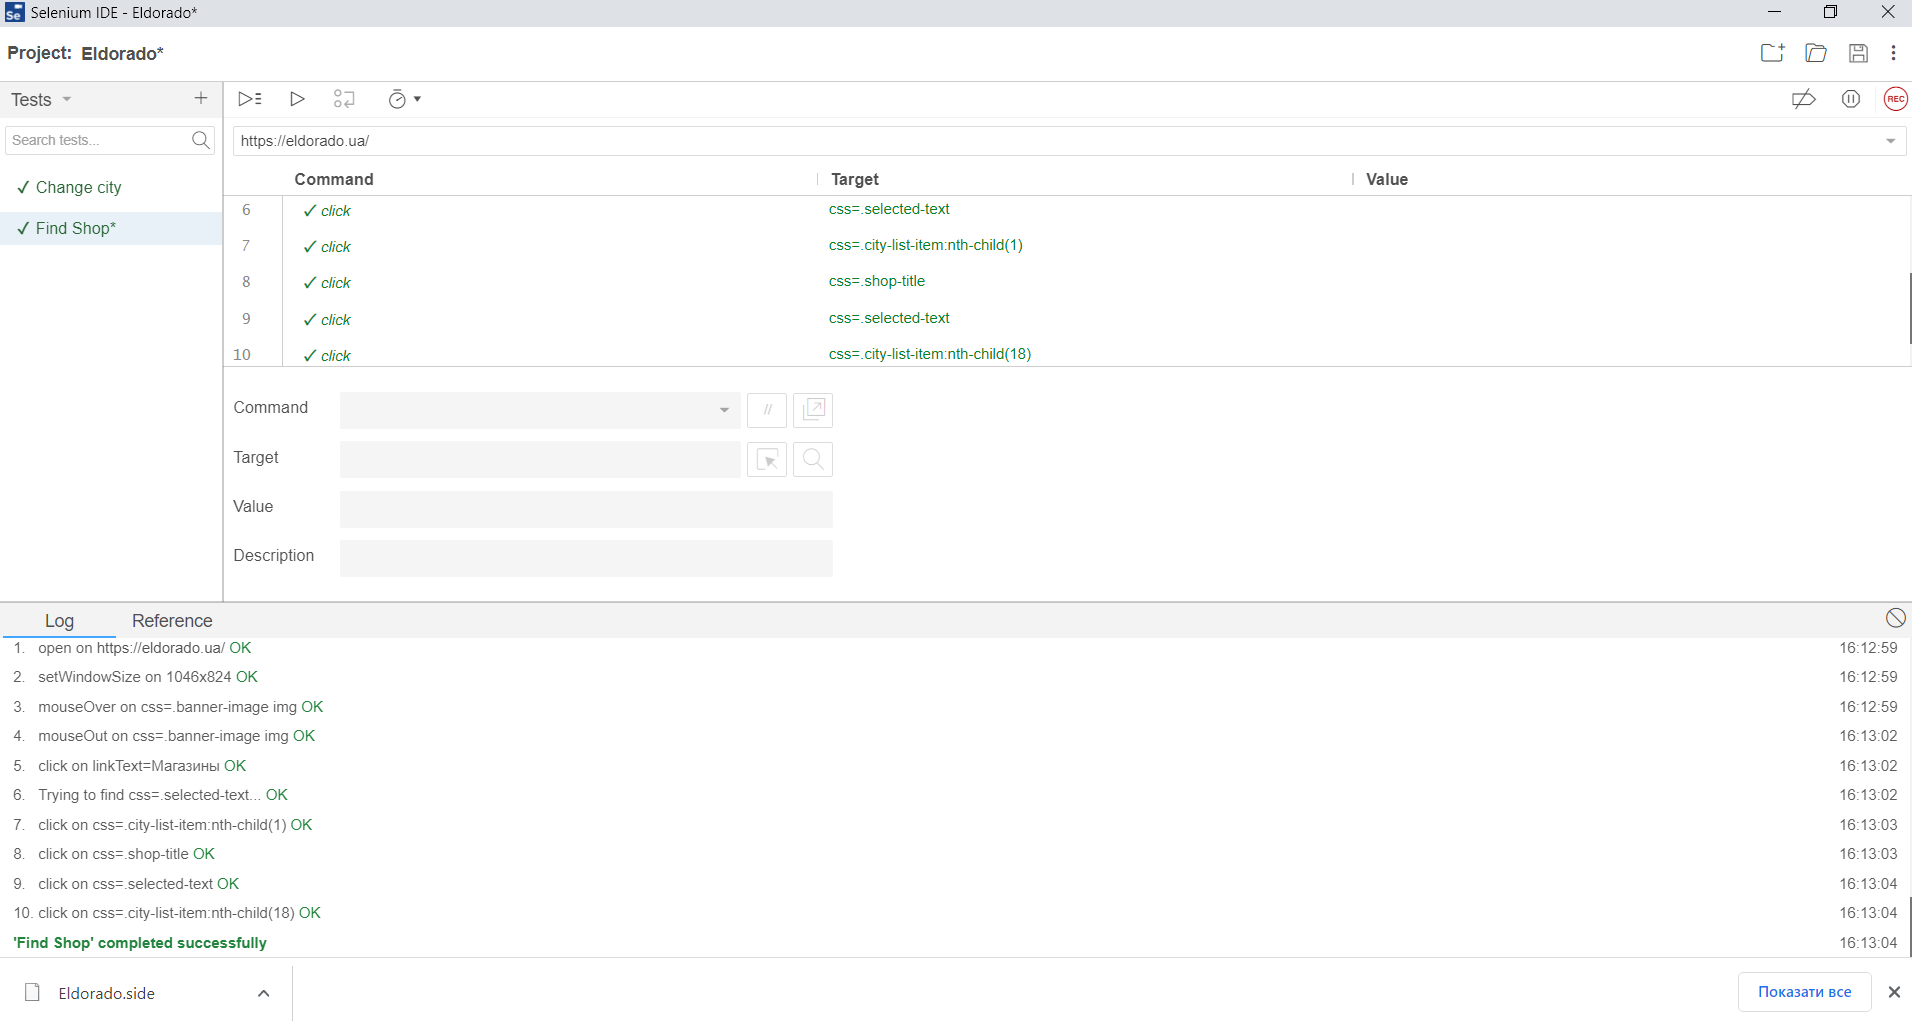 Selenium IDE - Eldorado*
Project: Eldorado*
Tests
REC
Search tests...
https://eldorado.ua/
Command Target Value
✓ Change city
✓ Find Shop*
6 ✓ click css=.selected-text
7 ✓ click css=.city-list-item:nth-child(1)
8 ✓ click css=.shop-title
9 ✓ click css=.selected-text
10 ✓ click css=.city-list-item:nth-child(18)
Command //
Target
Value
Description
Log Reference
1. open on https://eldorado.ua/ OK 16:12:59
2. setWindowSize on 1046x824 OK 16:12:59
3. mouseOver on css=.banner-image img OK 16:12:59
4. mouseOut on css=.banner-image img OK 16:13:02
5. click on linkText=Магазины OK 16:13:02
6. Trying to find css=.selected-text... OK 16:13:02
7. click on css=.city-list-item:nth-child(1) OK 16:13:03
8. click on css=.shop-title OK 16:13:03
9. click on css=.selected-text OK 16:13:04
10. click on css=.city-list-item:nth-child(18) OK 16:13:04
'Find Shop' completed successfully 16:13:04
Eldorado.side Показати все